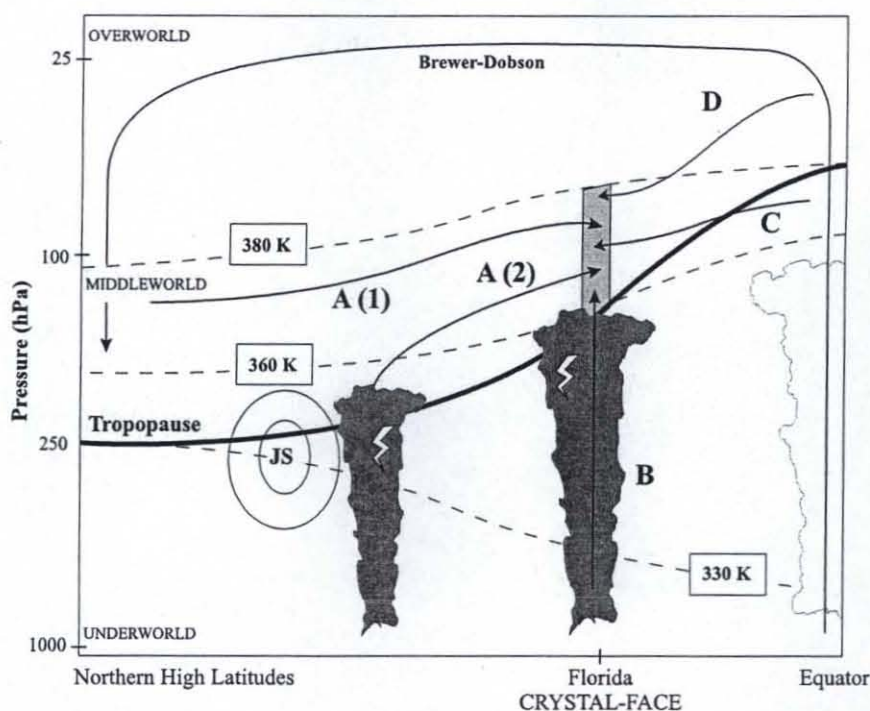 OVERWORLD
25
Brewer-Dobson
D
380 K
100
MIDDLEWORLD
A (1)
A (2)
C
Pressure (hPa)
360 K
Tropopause
250
JS
B
330 K
UNDERWORLD
1000
Northern High Latitudes
Florida
Equator
CRYSTAL-FACE